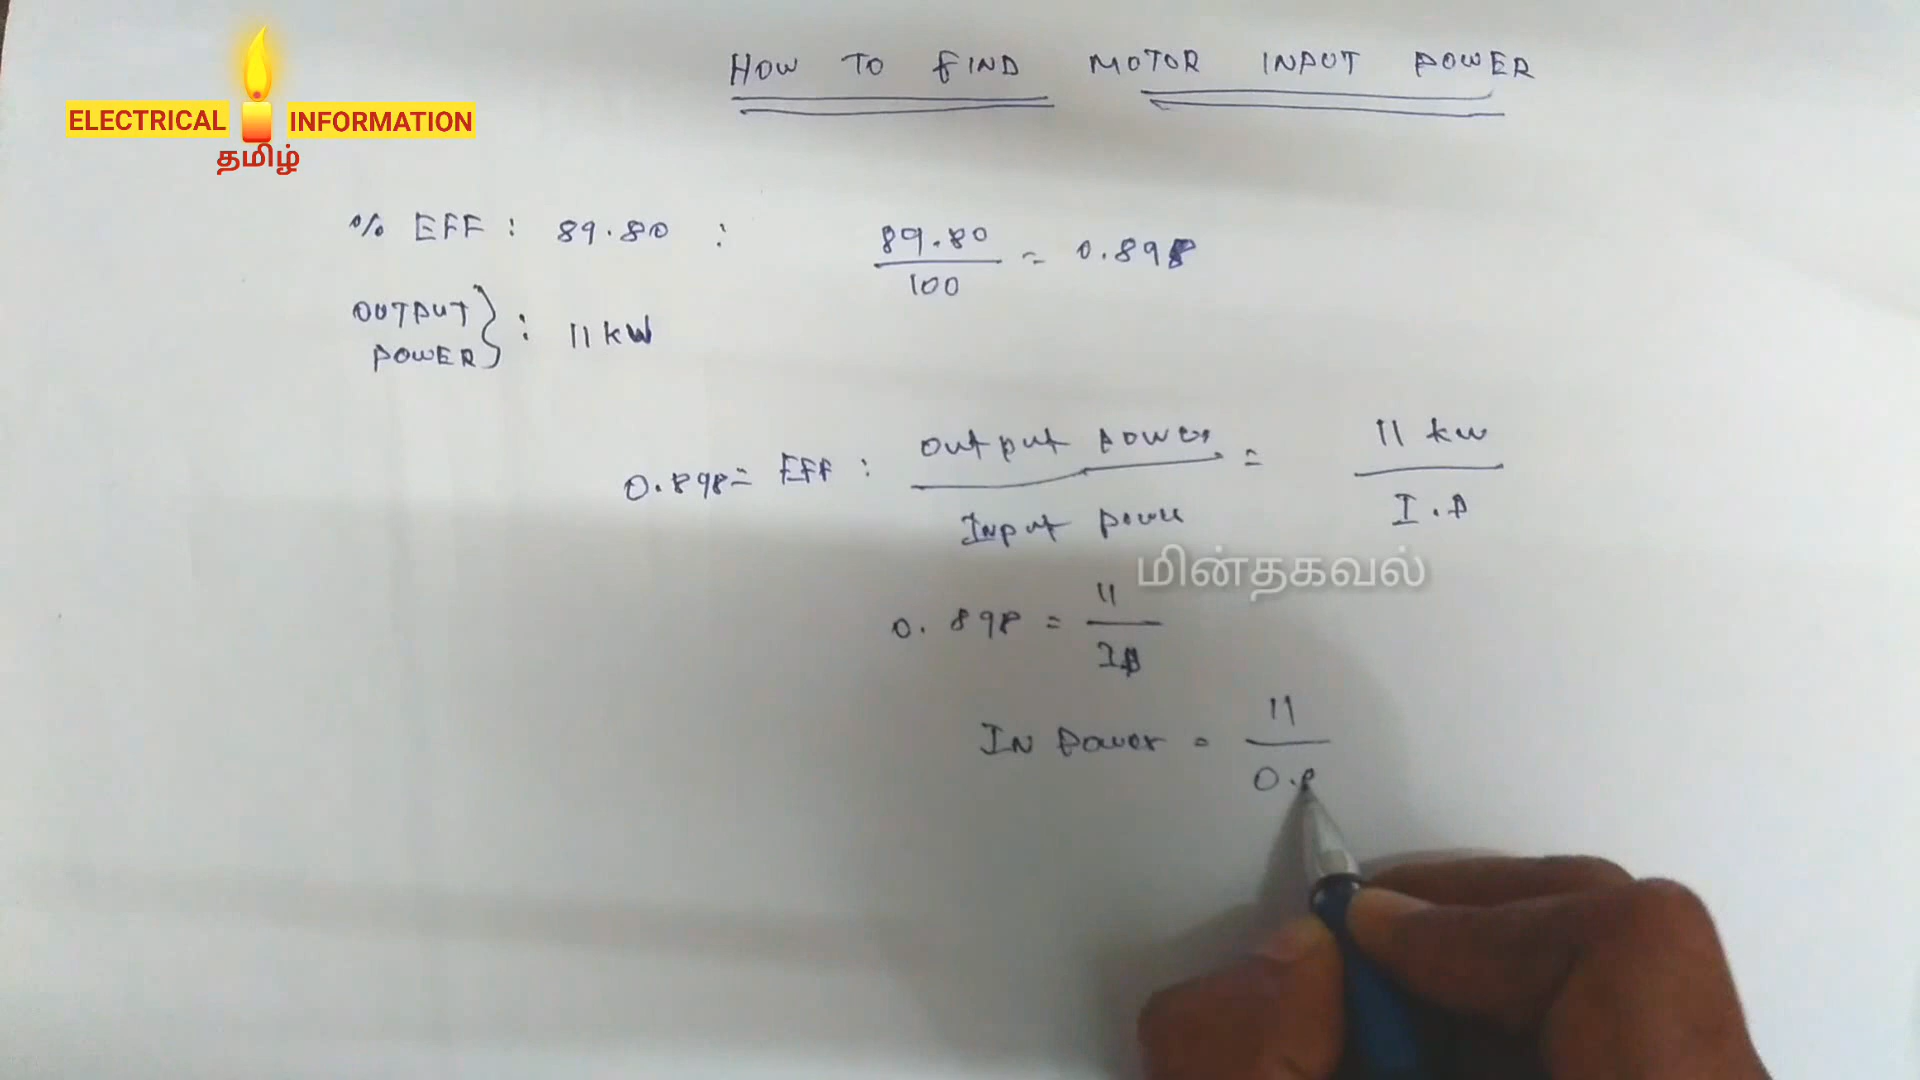 HOW TO FIND MOTOR INPUT POWER
ELECTRICAL INFORMATION
தமிழ்
% EFF : 89.80 : 89.80 / 100 = 0.898
OUTPUT POWER } : 11 KW
0.898 = EFF : output power / Input power = 11 kw / I.P
மின்தகவல்
0.898 = 11 / IP
IN Power = 11 / 0.8